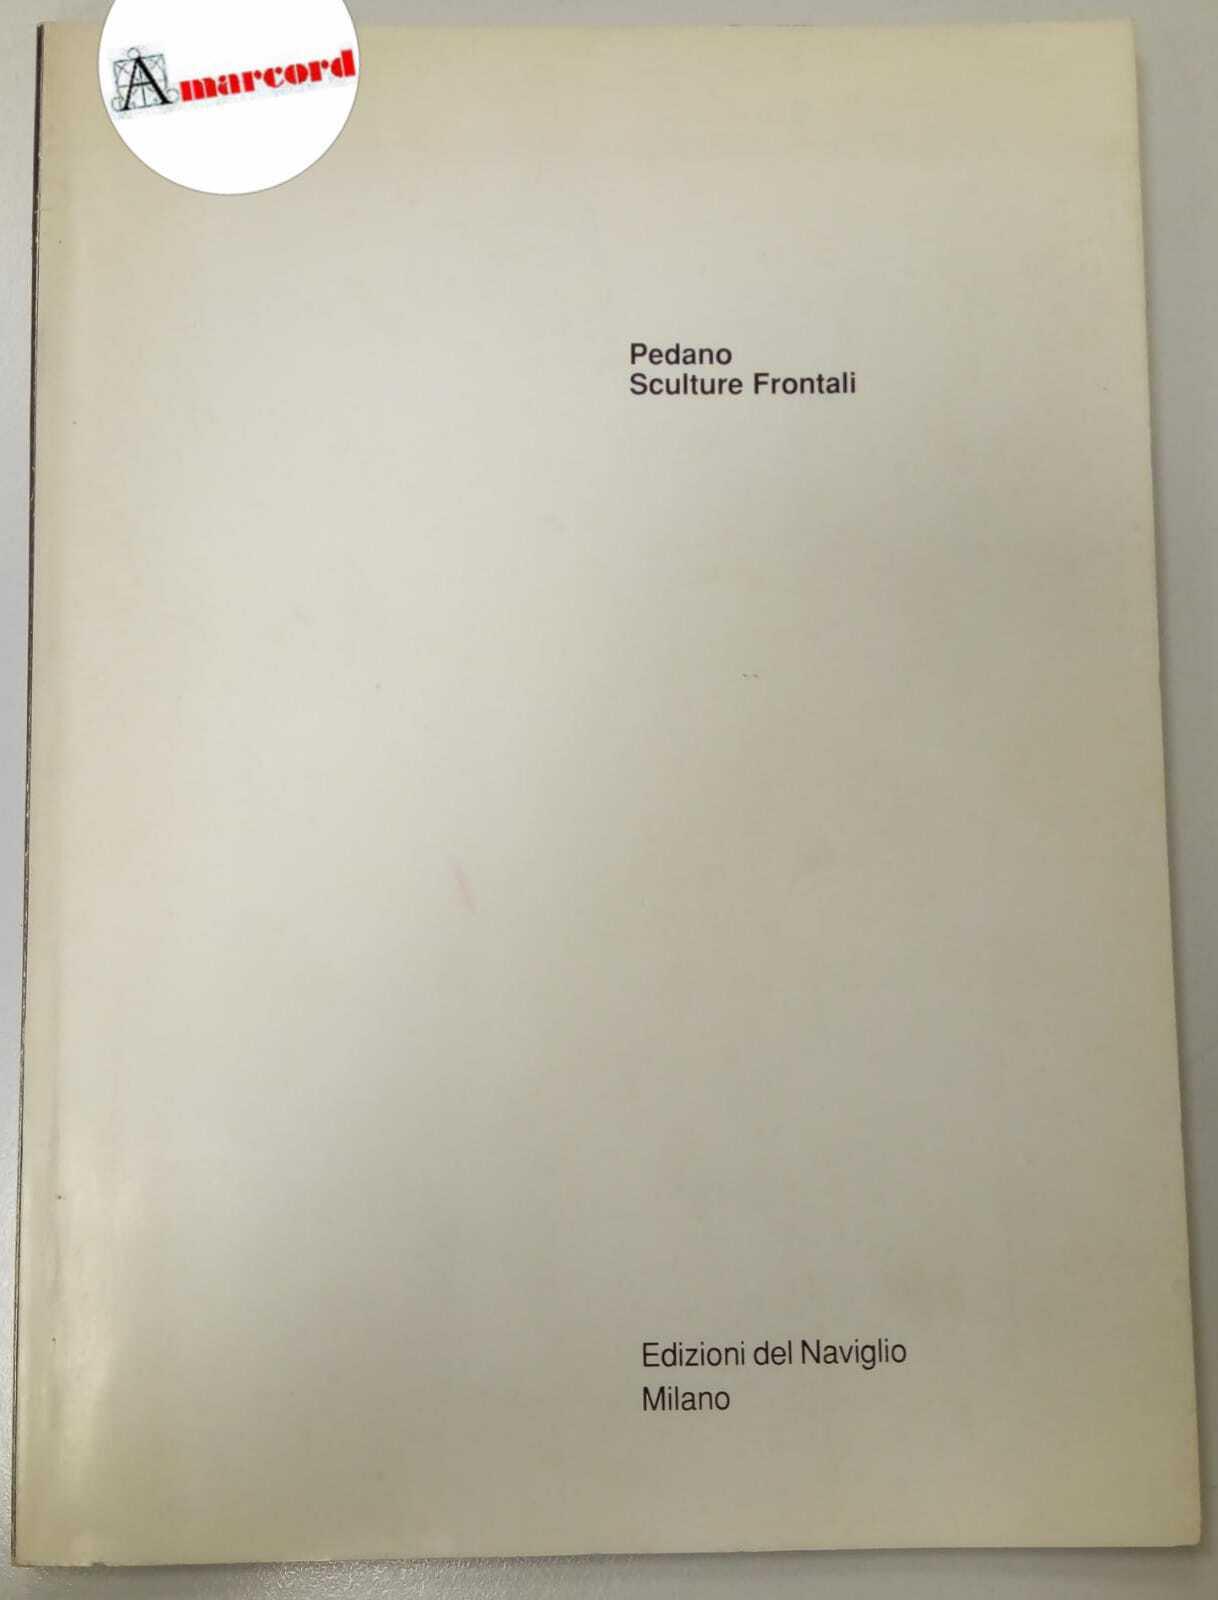 Amarcord
Pedano
Sculture Frontali
Edizioni del Naviglio
Milano